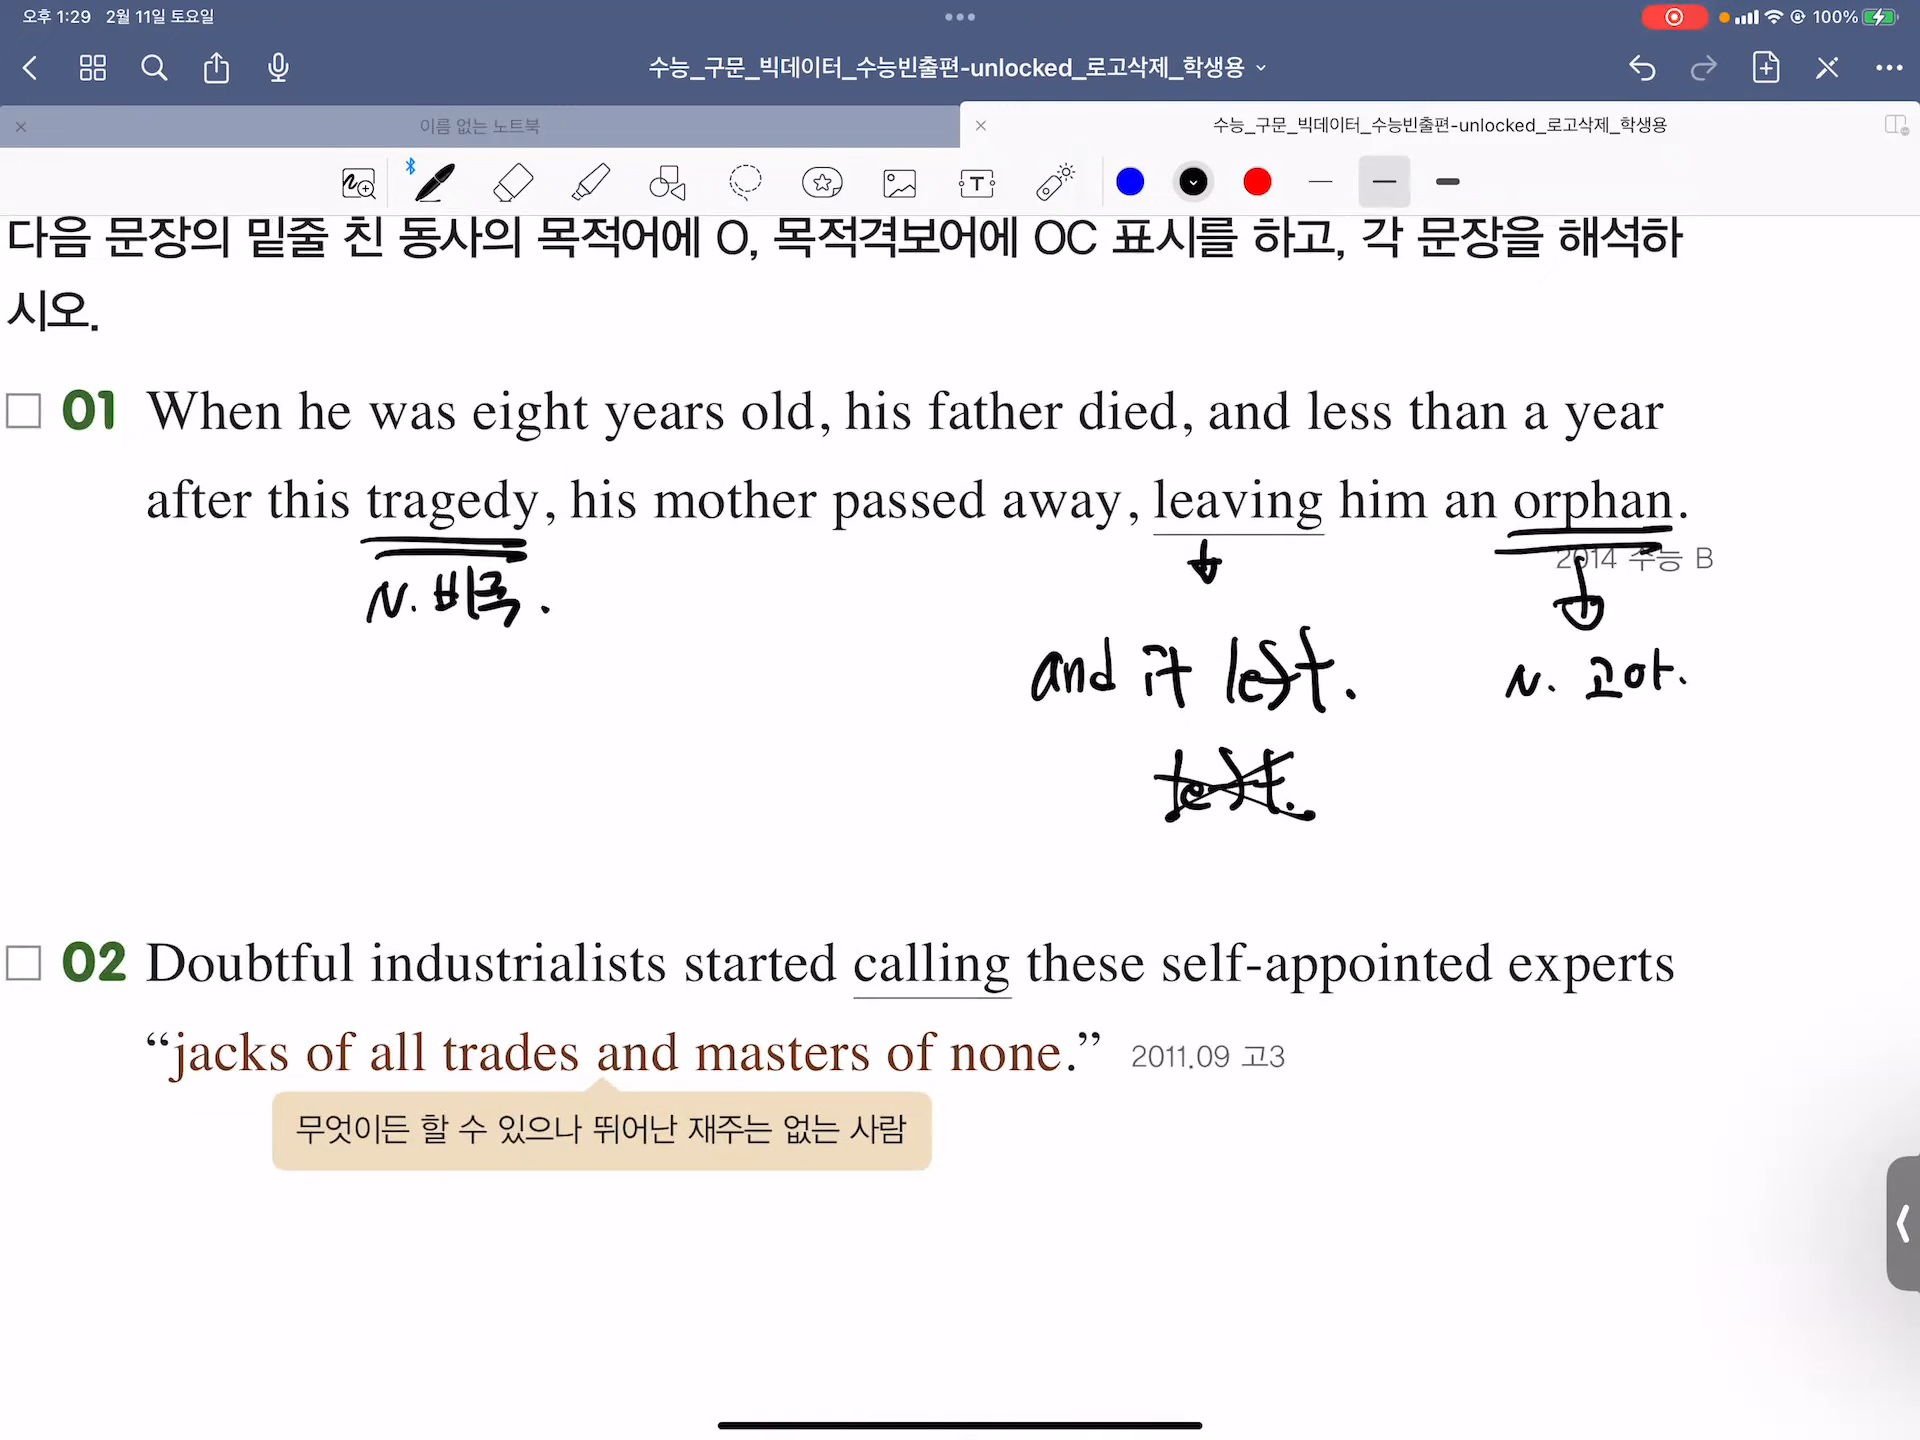 오후 1:29 2월 11일 토요일
100%
수능_구문_빅데이터_수능빈출편-unlocked_로고삭제_학생용
이름 없는 노트북
수능_구문_빅데이터_수능빈출편-unlocked_로고삭제_학생용
다음 문장의 밑줄 친 동사의 목적어에 O, 목적격보어에 OC 표시를 하고, 각 문장을 해석하
시오.
01 When he was eight years old, his father died, and less than a year
after this tragedy, his mother passed away, leaving him an orphan.
2014 수능 B
N. 비극.
and it left.
N. 고아.
left.
02 Doubtful industrialists started calling these self-appointed experts
“jacks of all trades and masters of none.” 2011.09 고3
무엇이든 할 수 있으나 뛰어난 재주는 없는 사람